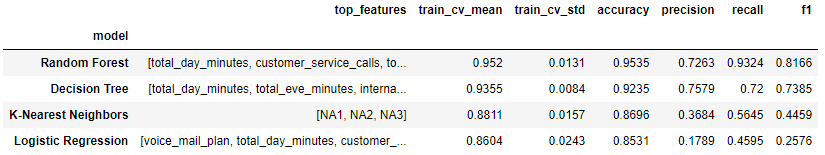 top_features train_cv_mean train_cv_std accuracy precision recall f1
model
Random Forest [total_day_minutes, customer_service_calls, to... 0.952 0.0131 0.9535 0.7263 0.9324 0.8166
Decision Tree [total_day_minutes, total_eve_minutes, interna... 0.9355 0.0084 0.9235 0.7579 0.72 0.7385
K-Nearest Neighbors [NA1, NA2, NA3] 0.8811 0.0157 0.8696 0.3684 0.5645 0.4459
Logistic Regression [voice_mail_plan, total_day_minutes, customer_... 0.8604 0.0243 0.8531 0.1789 0.4595 0.2576